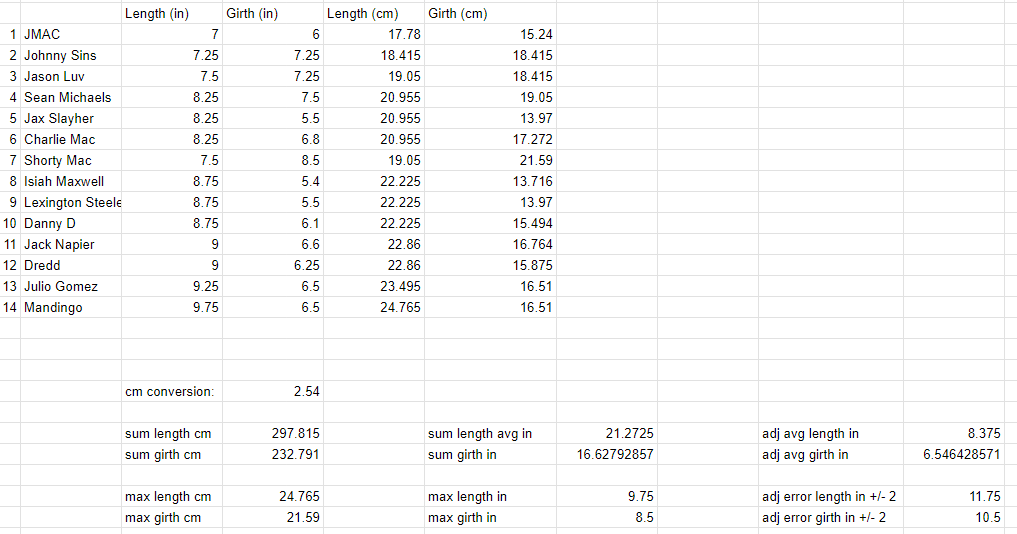 Length (in) Girth (in) Length (cm) Girth (cm)
1 JMAC 7 6 17.78 15.24
2 Johnny Sins 7.25 7.25 18.415 18.415
3 Jason Luv 7.5 7.25 19.05 18.415
4 Sean Michaels 8.25 7.5 20.955 19.05
5 Jax Slayher 8.25 5.5 20.955 13.97
6 Charlie Mac 8.25 6.8 20.955 17.272
7 Shorty Mac 7.5 8.5 19.05 21.59
8 Isiah Maxwell 8.75 5.4 22.225 13.716
9 Lexington Steele 8.75 5.5 22.225 13.97
10 Danny D 8.75 6.1 22.225 15.494
11 Jack Napier 9 6.6 22.86 16.764
12 Dredd 9 6.25 22.86 15.875
13 Julio Gomez 9.25 6.5 23.495 16.51
14 Mandingo 9.75 6.5 24.765 16.51
cm conversion: 2.54
sum length cm 297.815 sum length avg in 21.2725 adj avg length in 8.375
sum girth cm 232.791 sum girth in 16.62792857 adj avg girth in 6.546428571
max length cm 24.765 max length in 9.75 adj error length in +/- 2 11.75
max girth cm 21.59 max girth in 8.5 adj error girth in +/- 2 10.5